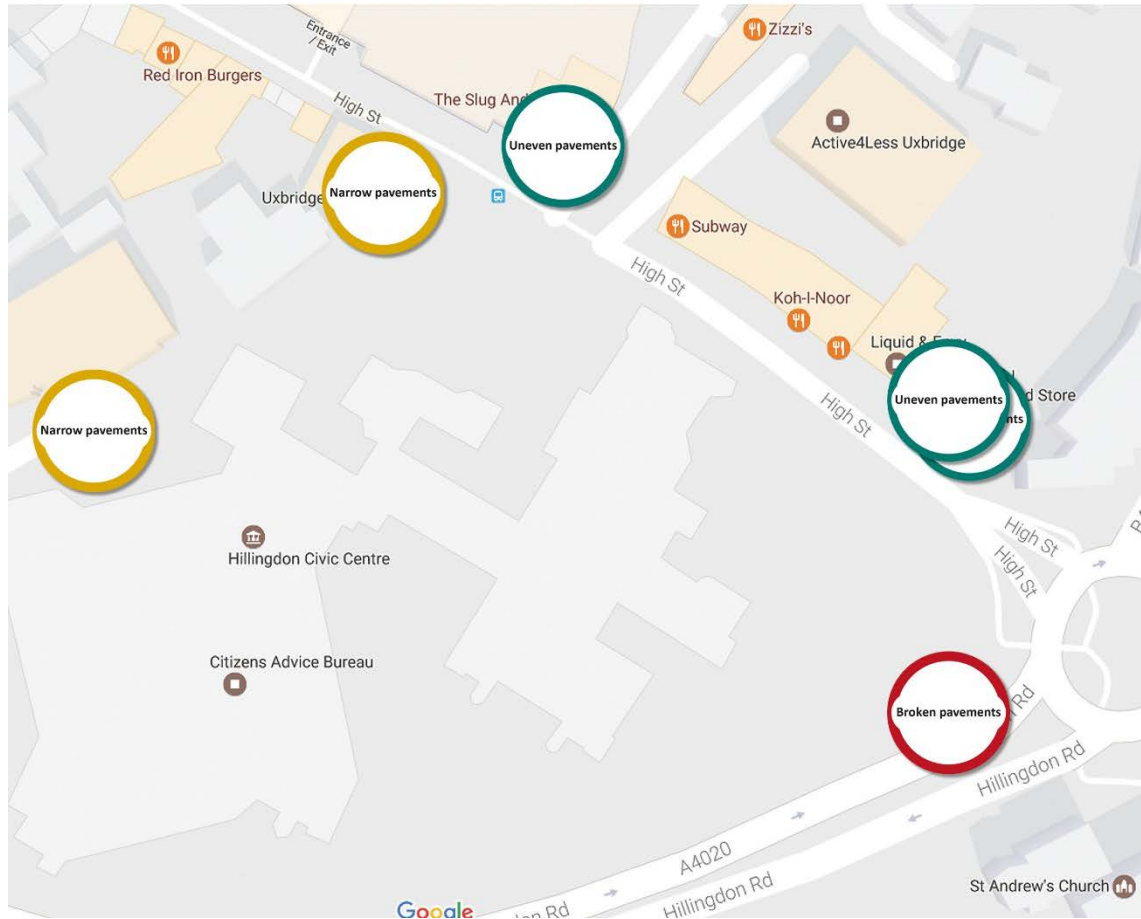 Zizzi's
Entrance
/ Exit
Red Iron Burgers
High St
The Slug And
Uneven pavements
Active4Less Uxbridge
Narrow pavements
Uxbridge
Subway
High St
Koh-I-Noor
Liquid &
Uneven pavements
d Store
nts
High St
Narrow pavements
High St
High St
Hillingdon Civic Centre
Citizens Advice Bureau
Broken pavements
Rd
Hillingdon Rd
A4020
Hillingdon Rd
St Andrew's Church
Google
on Rd